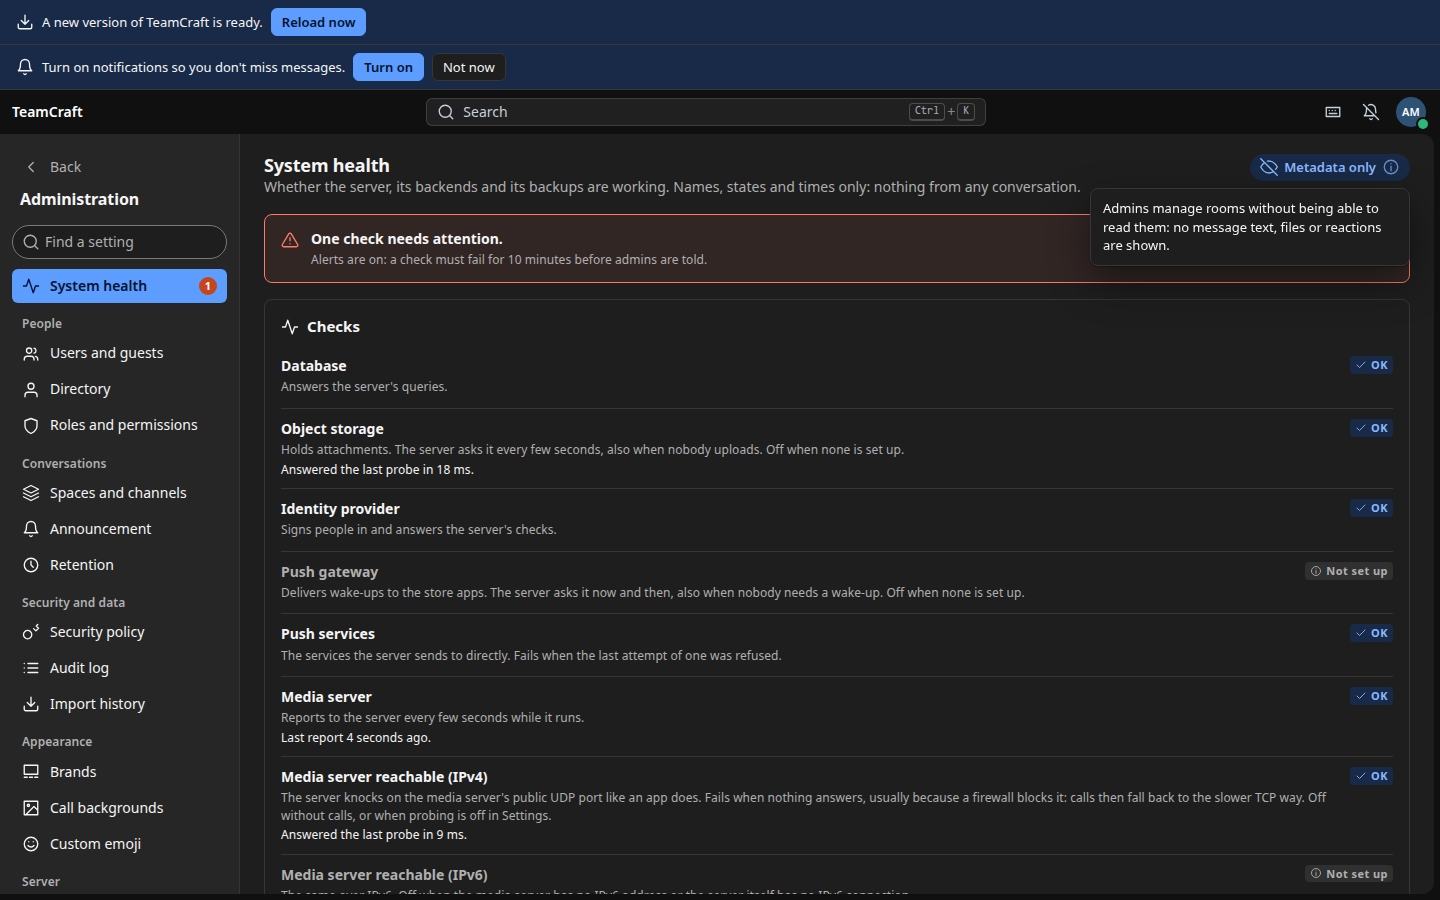 A new version of TeamCraft is ready.
Reload now
Turn on notifications so you don't miss messages.
Turn on
Not now
TeamCraft
Search
Ctrl + K
AM
Back
Administration
Find a setting
System health
1
People
Users and guests
Directory
Roles and permissions
Conversations
Spaces and channels
Announcement
Retention
Security and data
Security policy
Audit log
Import history
Appearance
Brands
Call backgrounds
Custom emoji
Server
System health
Whether the server, its backends and its backups are working. Names, states and times only: nothing from any conversation.
Metadata only
Admins manage rooms without being able to
read them: no message text, files or reactions
are shown.
One check needs attention.
Alerts are on: a check must fail for 10 minutes before admins are told.
Checks
Database
OK
Answers the server's queries.
Object storage
OK
Holds attachments. The server asks it every few seconds, also when nobody uploads. Off when none is set up.
Answered the last probe in 18 ms.
Identity provider
OK
Signs people in and answers the server's checks.
Push gateway
Not set up
Delivers wake-ups to the store apps. The server asks it now and then, also when nobody needs a wake-up. Off when none is set up.
Push services
OK
The services the server sends to directly. Fails when the last attempt of one was refused.
Media server
OK
Reports to the server every few seconds while it runs.
Last report 4 seconds ago.
Media server reachable (IPv4)
OK
The server knocks on the media server's public UDP port like an app does. Fails when nothing answers, usually because a firewall blocks it: calls then fall back to the slower TCP way. Off
without calls, or when probing is off in Settings.
Answered the last probe in 9 ms.
Media server reachable (IPv6)
Not set up